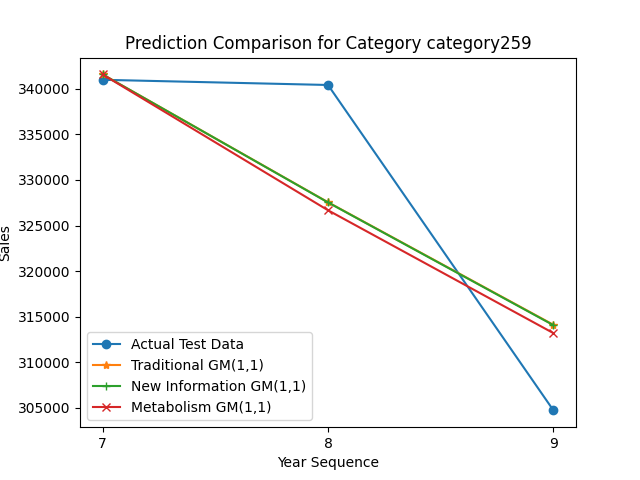 Prediction Comparison for Category category259
Sales
340000
335000
330000
325000
320000
315000
310000
305000
Actual Test Data
Traditional GM(1,1)
New Information GM(1,1)
Metabolism GM(1,1)
7 8 9
Year Sequence